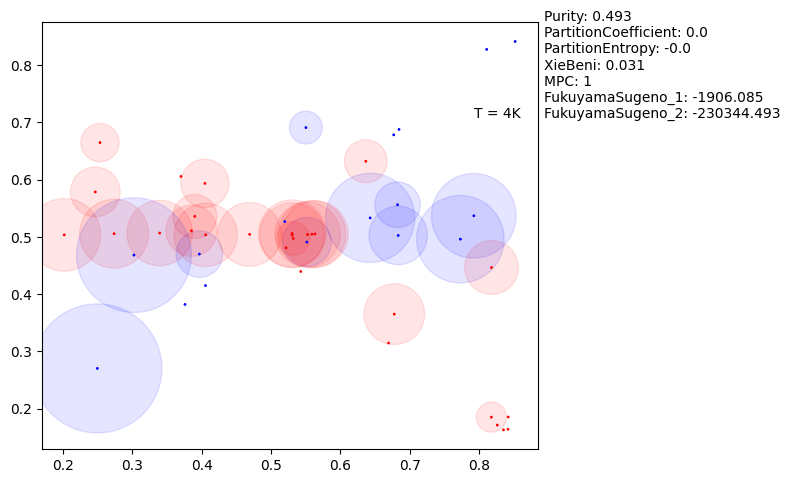 Purity: 0.493
PartitionCoefficient: 0.0
PartitionEntropy: -0.0
XieBeni: 0.031
MPC: 1
FukuyamaSugeno_1: -1906.085
FukuyamaSugeno_2: -230344.493
T = 4K
0.8
0.7
0.6
0.5
0.4
0.3
0.2
0.2 0.3 0.4 0.5 0.6 0.7 0.8